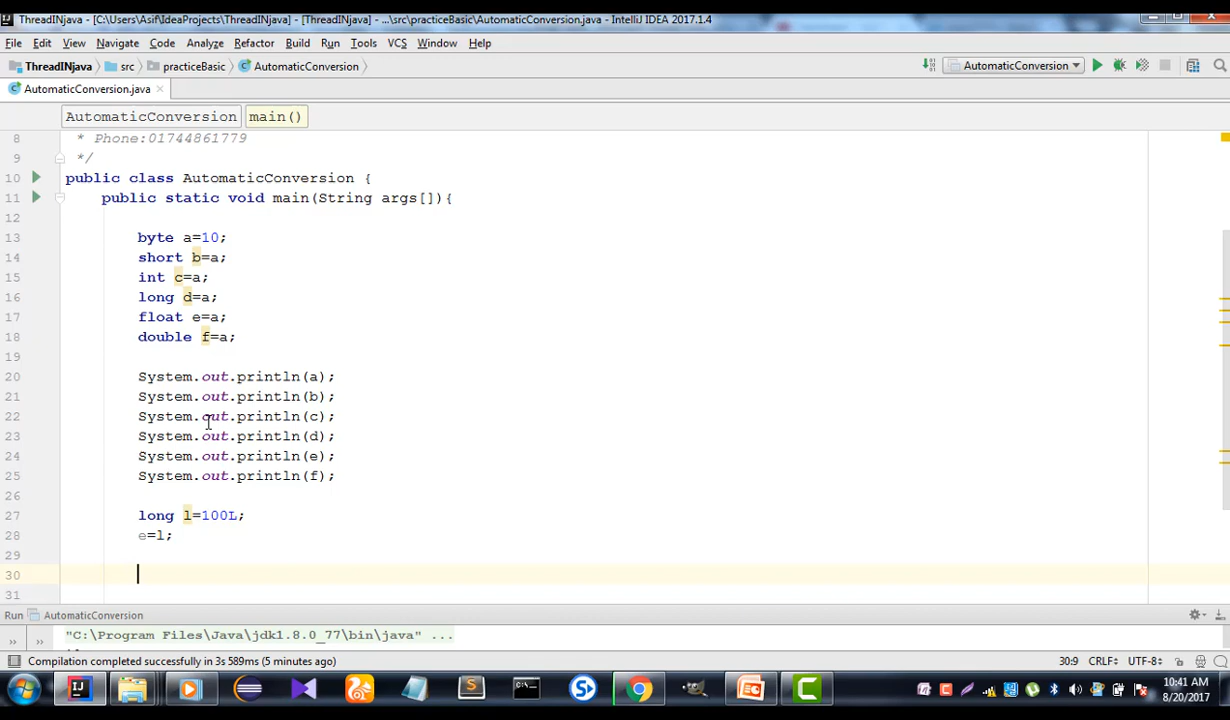 ThreadINjava - [C:\Users\Asif\IdeaProjects\ThreadINjava] - [ThreadINjava] - ...\src\practiceBasic\AutomaticConversion.java - IntelliJ IDEA 2017.1.4
File Edit View Navigate Code Analyze Refactor Build Run Tools VCS Window Help
ThreadINjava src practiceBasic AutomaticConversion AutomaticConversion
AutomaticConversion.java
AutomaticConversion main()
8 * Phone:01744861779
9 */
10 public class AutomaticConversion {
11 public static void main(String args[]){
12
13 byte a=10;
14 short b=a;
15 int c=a;
16 long d=a;
17 float e=a;
18 double f=a;
19
20 System.out.println(a);
21 System.out.println(b);
22 System.out.println(c);
23 System.out.println(d);
24 System.out.println(e);
25 System.out.println(f);
26
27 long l=100L;
28 e=l;
29
30
31
Run AutomaticConversion
"C:\Program Files\Java\jdk1.8.0_77\bin\java" ...
Compilation completed successfully in 3s 589ms (5 minutes ago) 30:9 CRLF÷ UTF-8÷
10:41 AM
8/20/2017